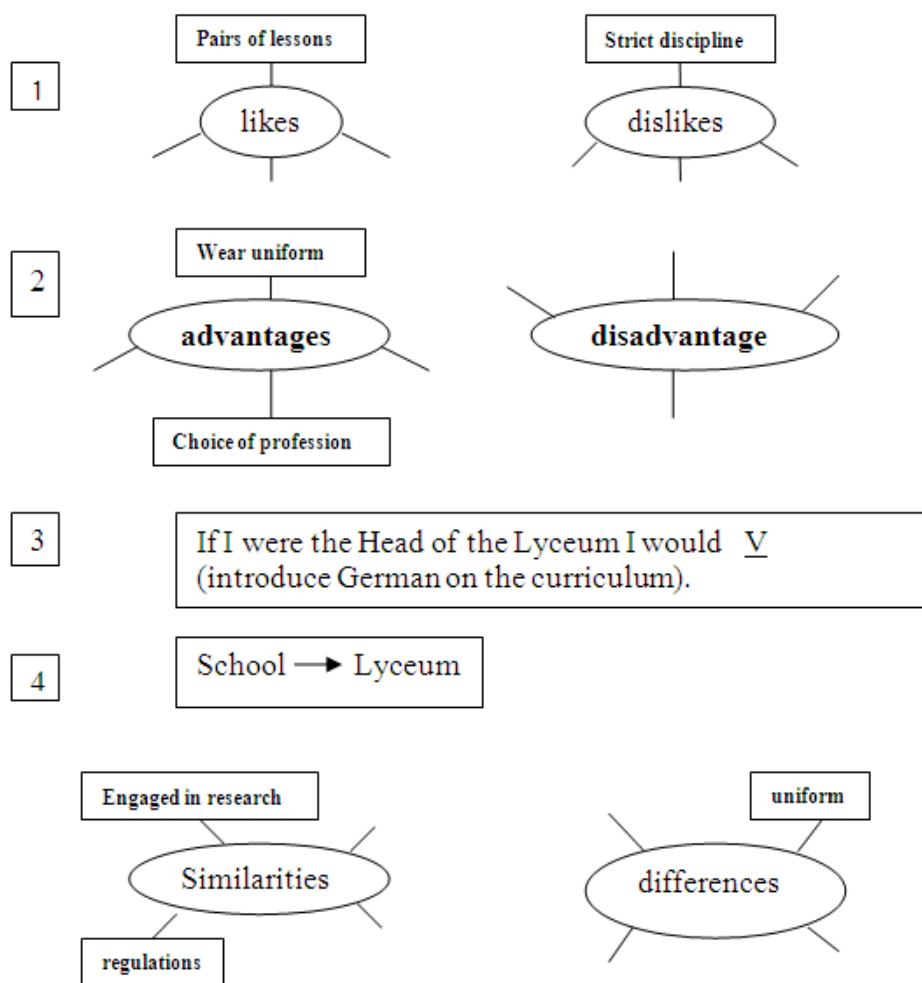 Pairs of lessons
Strict discipline
1
likes
dislikes
Wear uniform
2
advantages
disadvantage
Choice of profession
3
If I were the Head of the Lyceum I would V
(introduce German on the curriculum).
4
School → Lyceum
Engaged in research
uniform
Similarities
differences
regulations